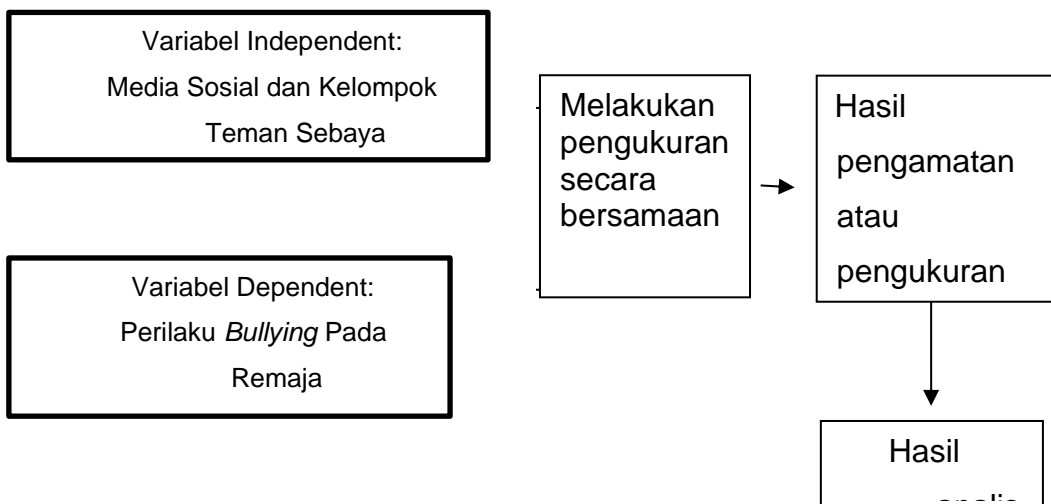 Variabel Independent:
Media Sosial dan Kelompok
Teman Sebaya
Melakukan
pengukuran
secara
bersamaan
Hasil
pengamatan
atau
pengukuran
Variabel Dependent:
Perilaku Bullying Pada
Remaja
Hasil